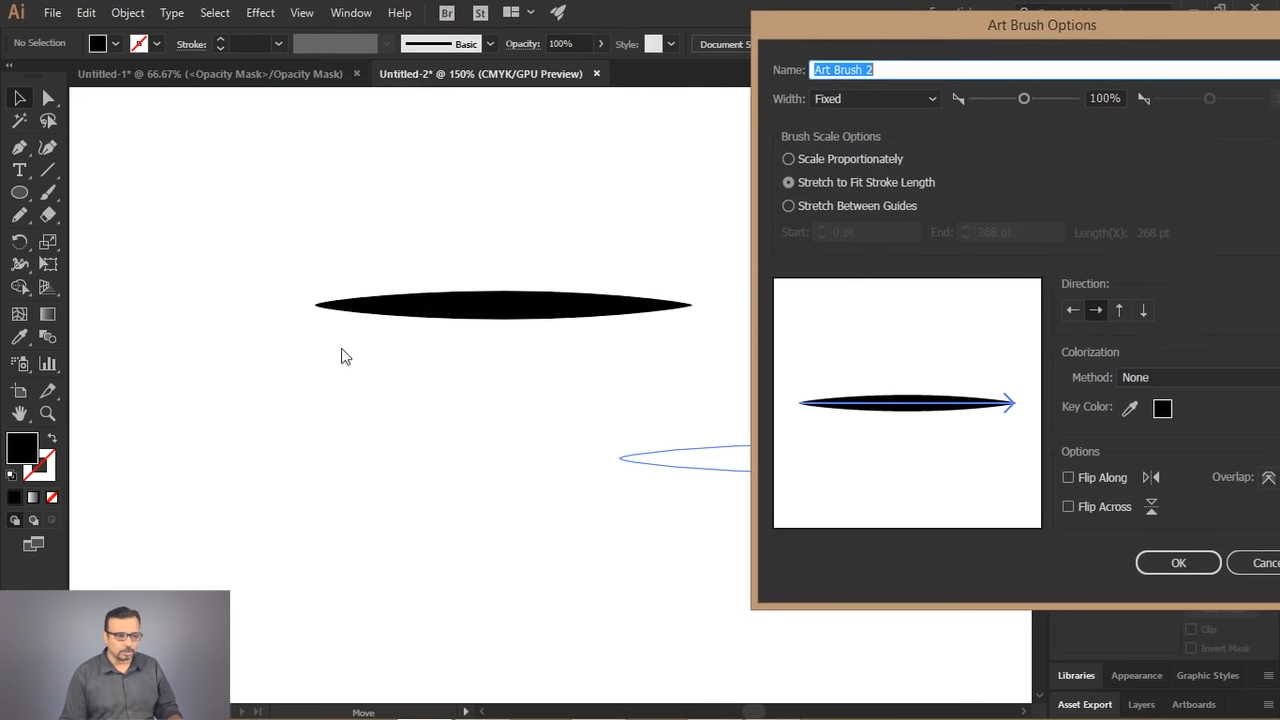 Ai File Edit Object Type Select Effect View Window Help Br St
Art Brush Options
No Selection Stroke: Basic Opacity: 100% Style: Document S
Untitled-1* @ 66.67% (<Opacity Mask>/Opacity Mask) × Untitled-2* @ 150% (CMYK/GPU Preview) ×
Name: Art Brush 2
Width: Fixed 100%
Brush Scale Options
Scale Proportionately
Stretch to Fit Stroke Length
Stretch Between Guides
Start: 0 pt End: 268 pt Length(X): 268 pt
Direction:
Colorization
Method: None
Key Color:
Options
Flip Along Overlap:
Flip Across
OK Cance
Clip
Invert Mask
Libraries Appearance Graphic Styles
Asset Export Layers Artboards
Move